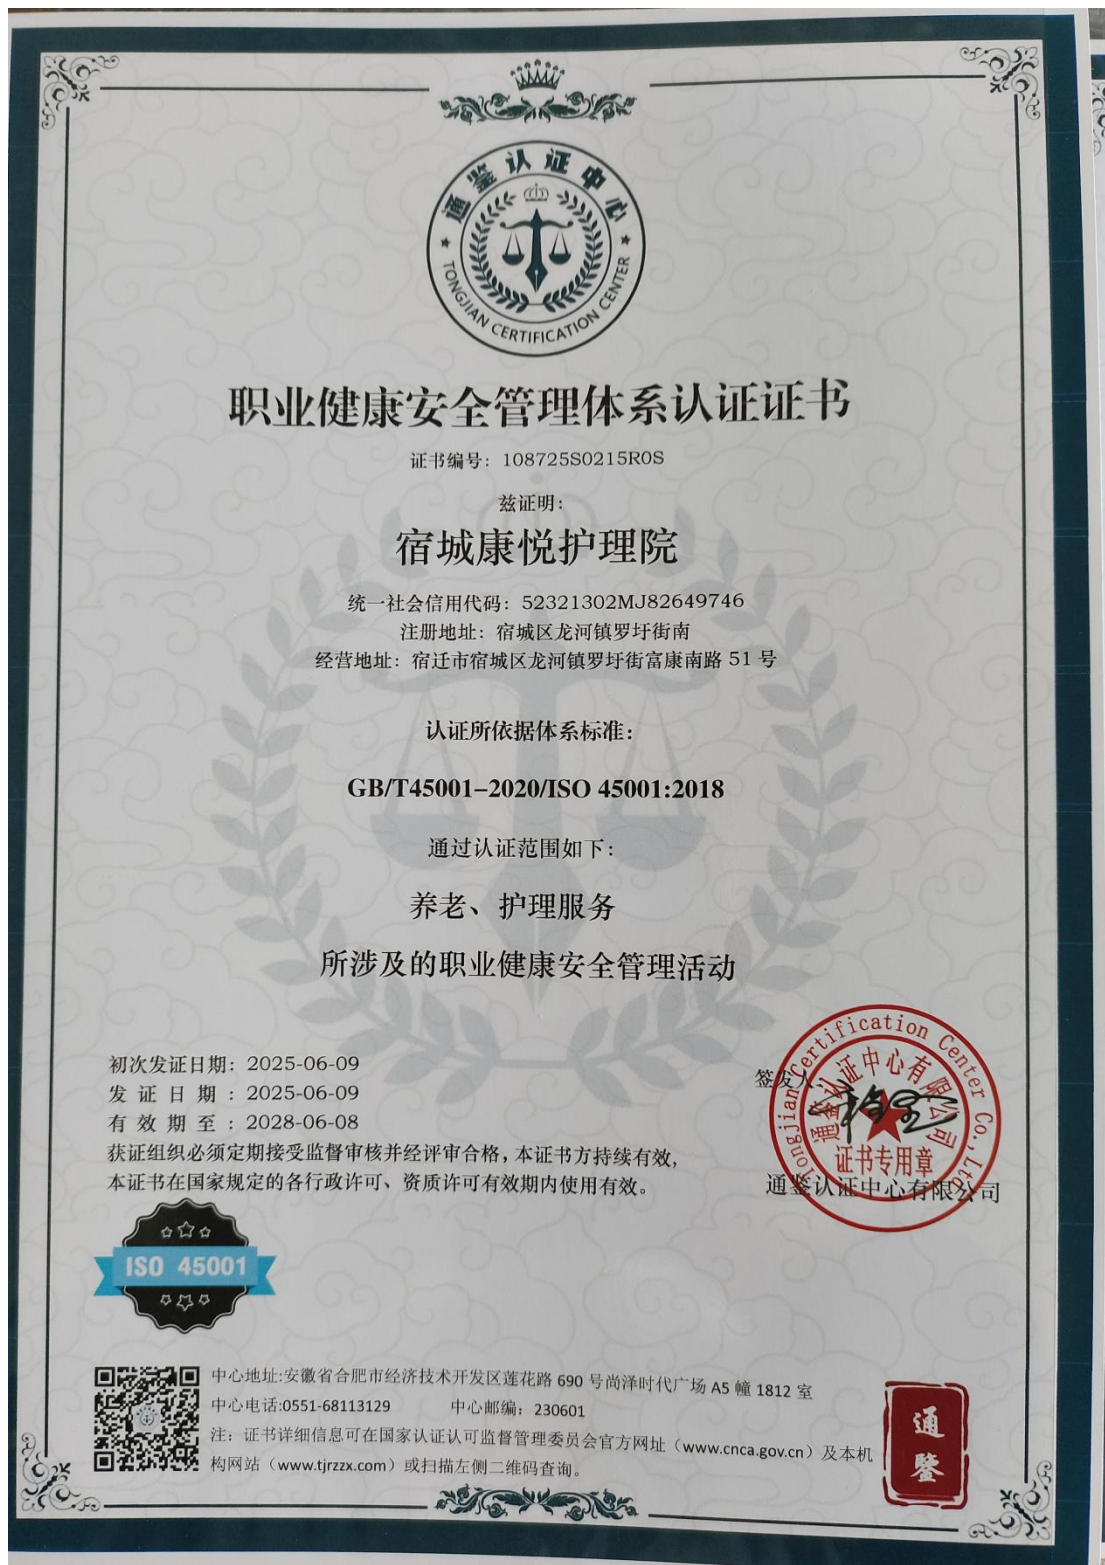 通鉴认证中心
TONGJIAN CERTIFICATION CENTER
职业健康安全管理体系认证证书
证书编号：108725S0215R0S
兹证明：
宿城康悦护理院
统一社会信用代码：52321302MJ82649746
注册地址：宿城区龙河镇罗圩街南
经营地址：宿迁市宿城区龙河镇罗圩街富康南路 51 号
认证所依据体系标准：
GB/T45001-2020/ISO 45001:2018
通过认证范围如下：
养老、护理服务
所涉及的职业健康安全管理活动
初次发证日期：2025-06-09
发 证 日 期 ：2025-06-09
有 效 期 至 ：2028-06-08
获证组织必须定期接受监督审核并经评审合格，本证书方持续有效，
本证书在国家规定的各行政许可、资质许可有效期内使用有效。
签发人
Tongjian Certification Center Co.,Ltd
通鉴认证中心有限公司
证书专用章
通鉴认证中心有限公司
ISO 45001
中心地址:安徽省合肥市经济技术开发区莲花路 690 号尚泽时代广场 A5 幢 1812 室
中心电话:0551-68113129 中心邮编：230601
注：证书详细信息可在国家认证认可监督管理委员会官方网址（www.cnca.gov.cn）及本机
构网站（www.tjrzzx.com）或扫描左侧二维码查询。
通
鑒